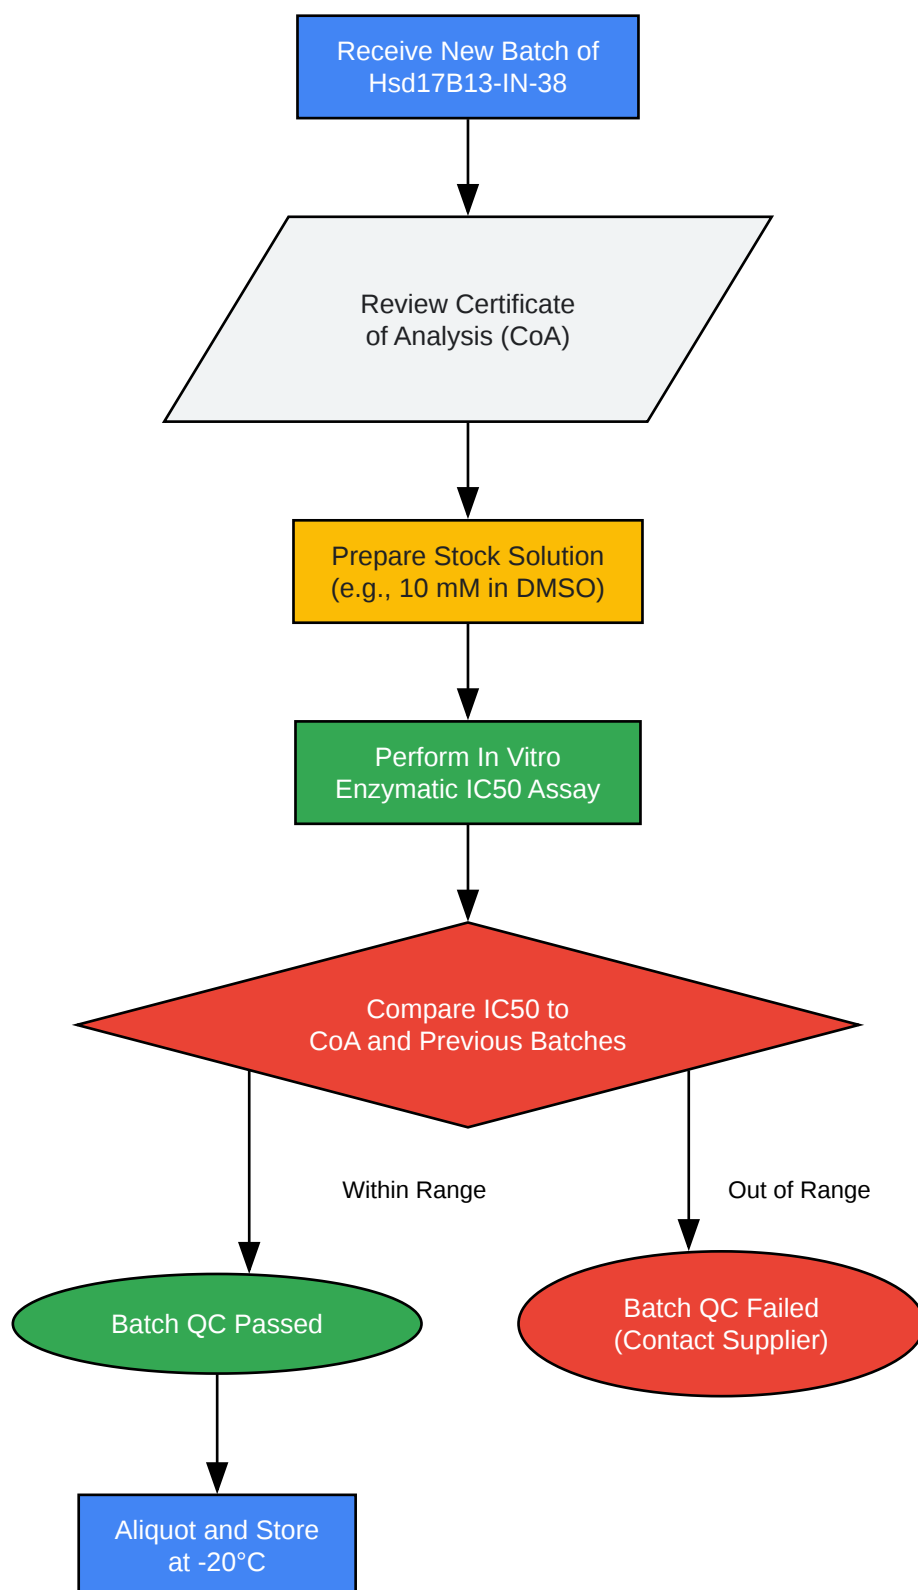 Receive New Batch of
Hsd17B13-IN-38
Review Certificate
of Analysis (CoA)
Prepare Stock Solution
(e.g., 10 mM in DMSO)
Perform In Vitro
Enzymatic IC50 Assay
Compare IC50 to
CoA and Previous Batches
Within Range
Out of Range
Batch QC Passed
Batch QC Failed
(Contact Supplier)
Aliquot and Store
at -20°C